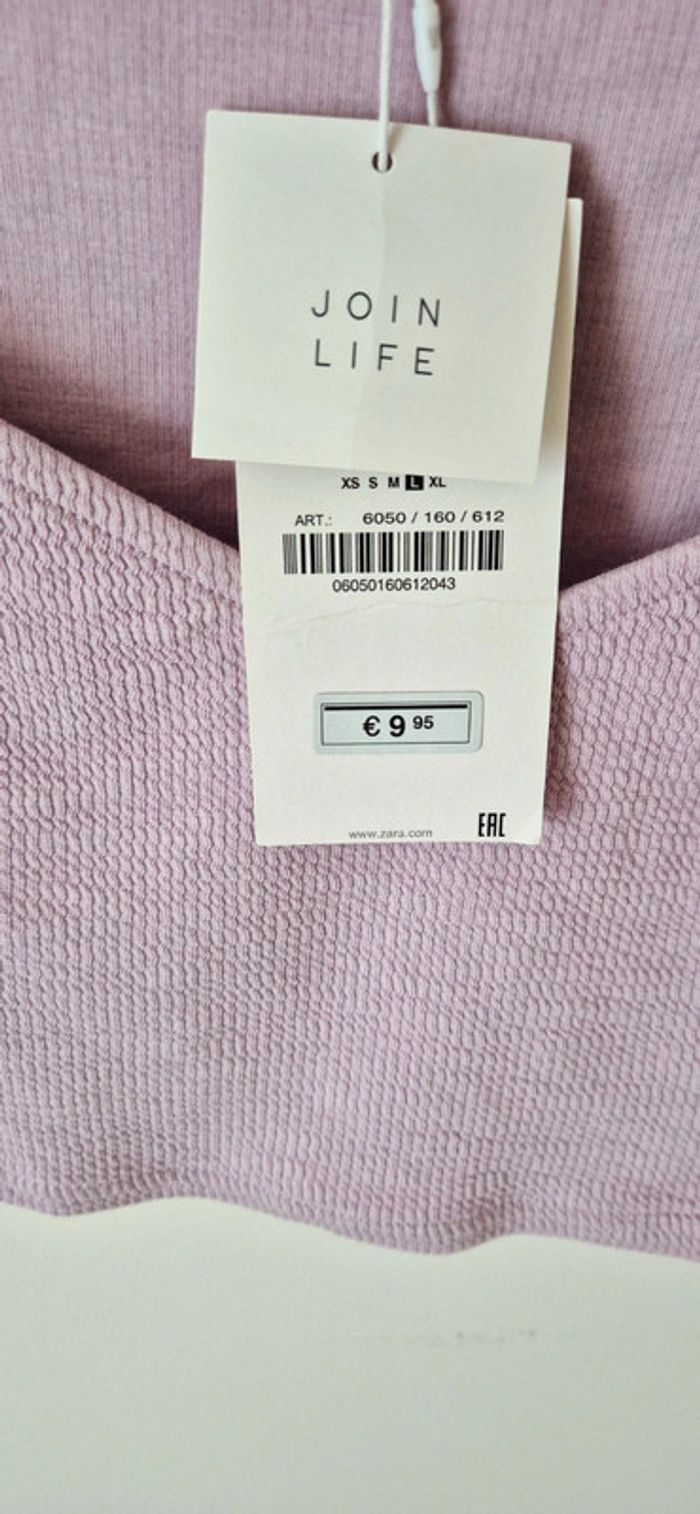 JOIN
LIFE
XS S M L XL
ART.: 6050 / 160 / 612
06050160612043
€ 9 95
www.zara.com
EAC